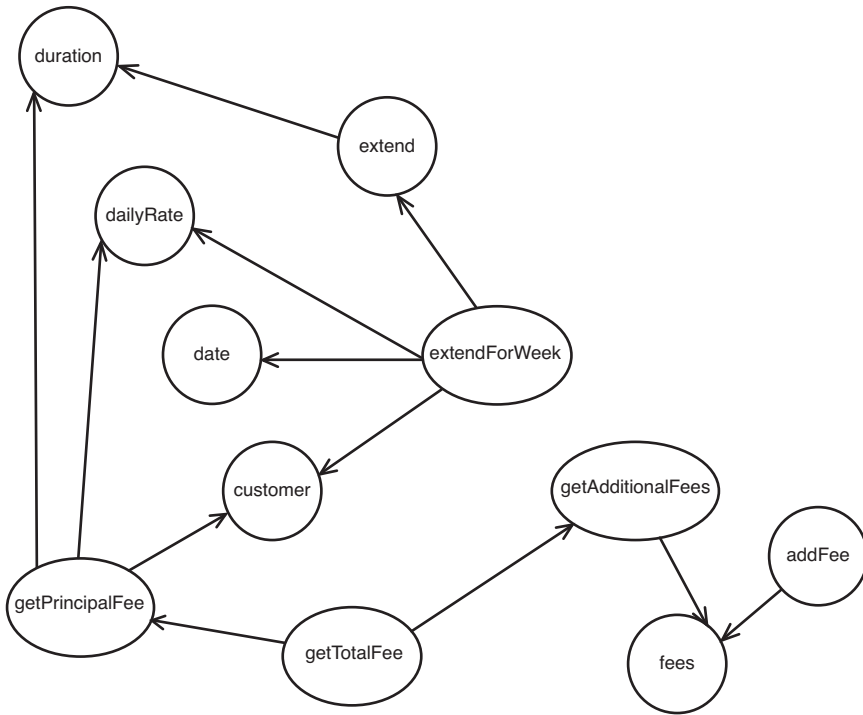 duration
extend
dailyRate
date
extendForWeek
customer
getAdditionalFees
addFee
getPrincipalFee
getTotalFee
fees